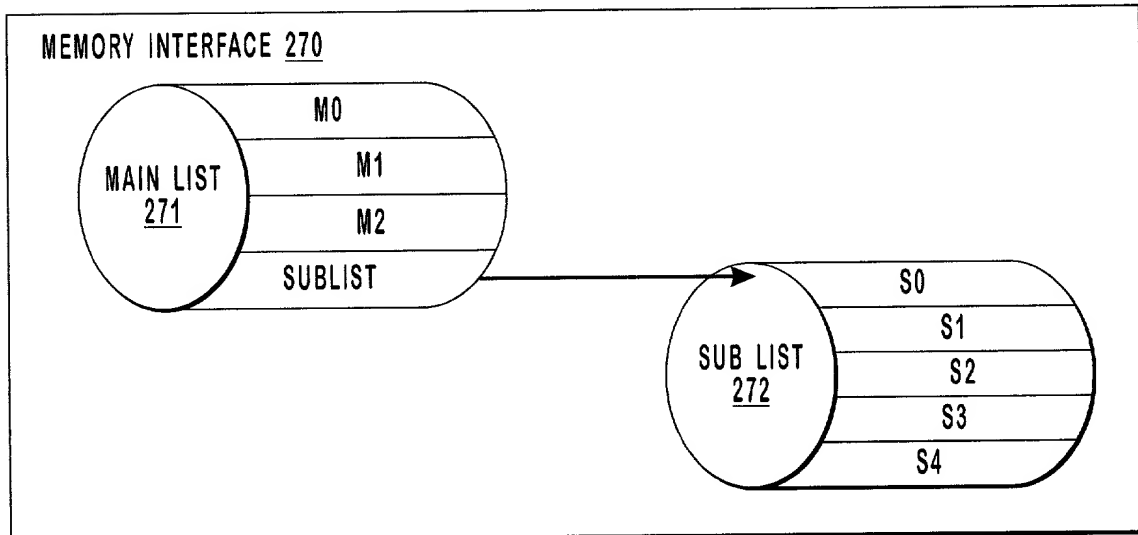 MEMORY INTERFACE 270
MAIN LIST
271
M0
M1
M2
SUBLIST
SUB LIST
272
S0
S1
S2
S3
S4